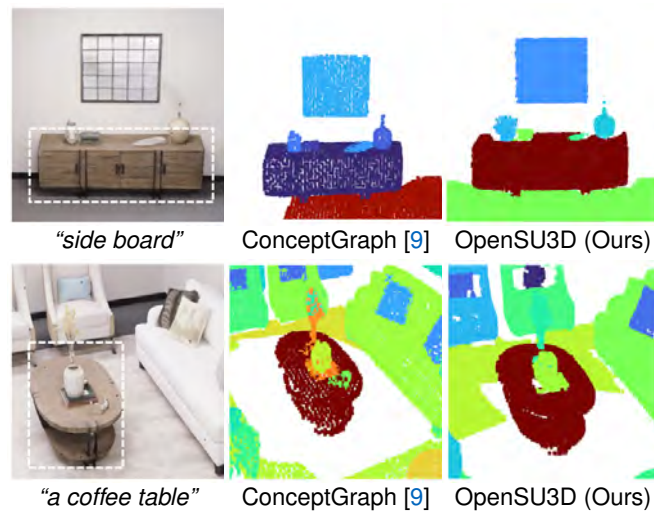 "side board" ConceptGraph [9] OpenSU3D (Ours)
"a coffee table" ConceptGraph [9] OpenSU3D (Ours)